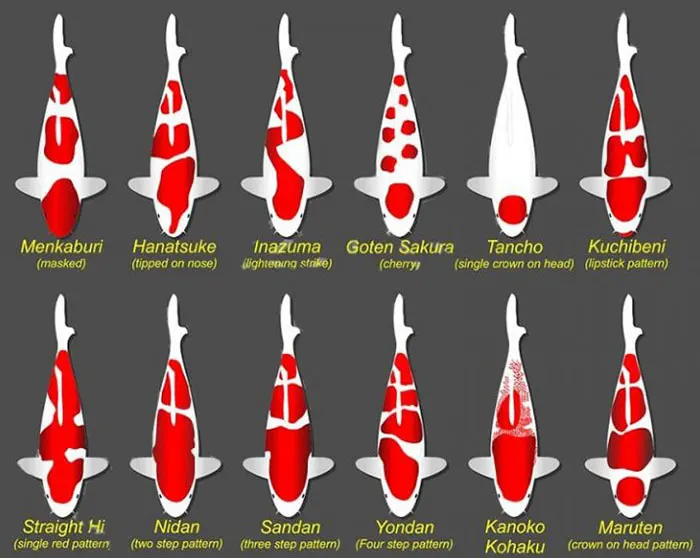 Menkaburi Hanatsuke Inazuma Goten Sakura Tancho Kuchibeni
(masked) (tipped on nose) (lightening strike) (cherry) (single crown on head) (lipstick pattern)
Straight Hi Nidan Sandan Yondan Kanoko Maruten
(single red pattern) (two step pattern) (three step pattern) (Four step pattern) Kohaku (crown on head pattern)